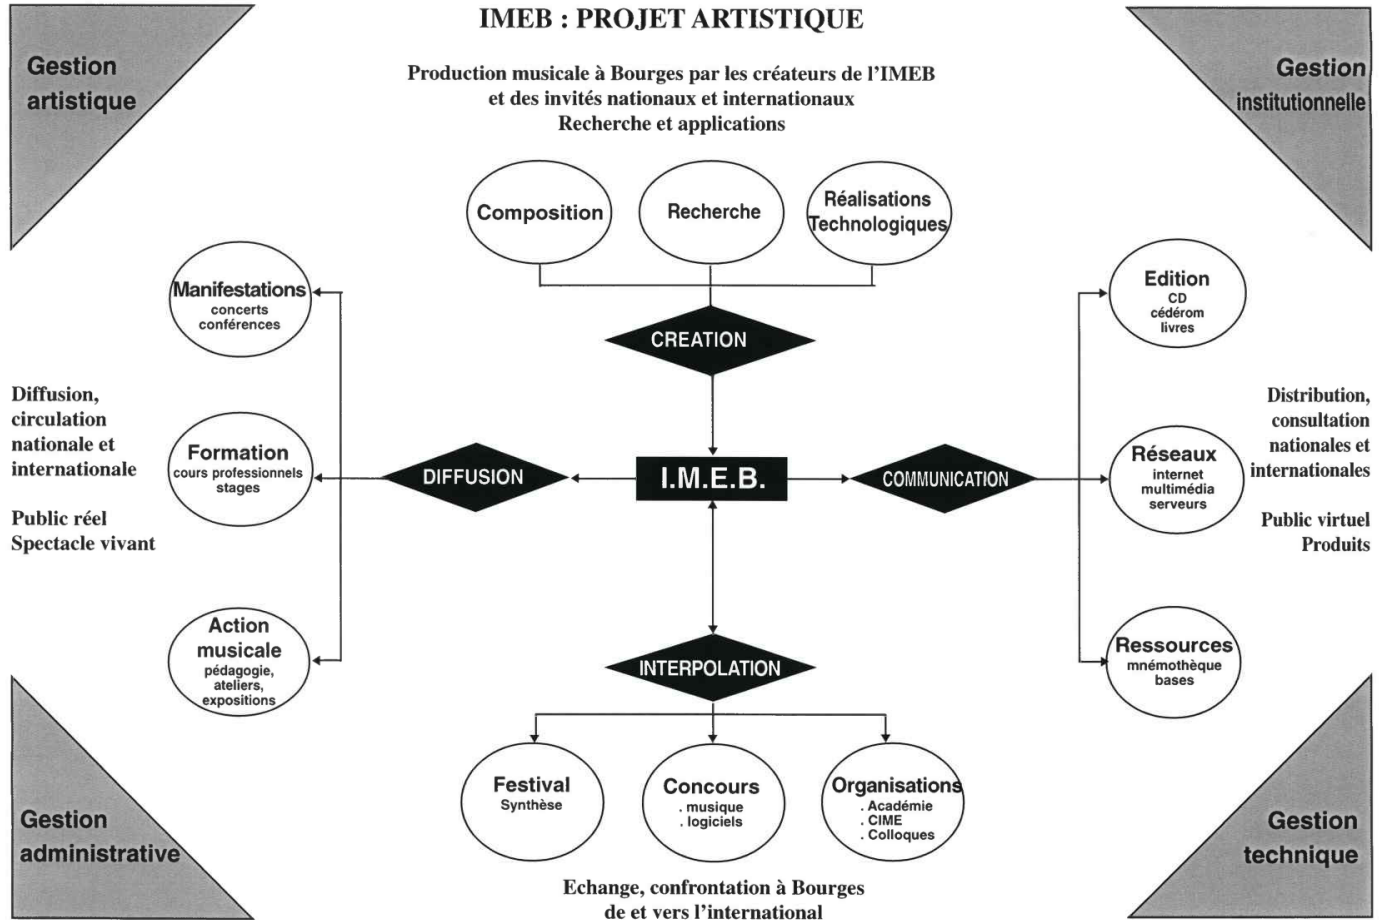 IMEB : PROJET ARTISTIQUE
Gestion
artistique
Gestion
institutionnelle
Production musicale à Bourges par les créateurs de l'IMEB
et des invités nationaux et internationaux
Recherche et applications
Composition
Recherche
Réalisations
Technologiques
CREATION
Manifestations
concerts
conférences
Edition
CD
cédérom
livres
Diffusion,
circulation
nationale et
internationale
Public réel
Spectacle vivant
Formation
cours professionnels
stages
DIFFUSION
I.M.E.B.
COMMUNICATION
Réseaux
internet
multimédia
serveurs
Distribution,
consultation
nationales et
internationales
Public virtuel
Produits
Action
musicale
pédagogie,
ateliers,
expositions
INTERPOLATION
Ressources
mnémothèque
bases
Festival
Synthèse
Concours
. musique
. logiciels
Organisations
. Académie
. CIME
. Colloques
Gestion
administrative
Gestion
technique
Echange, confrontation à Bourges
de et vers l'international